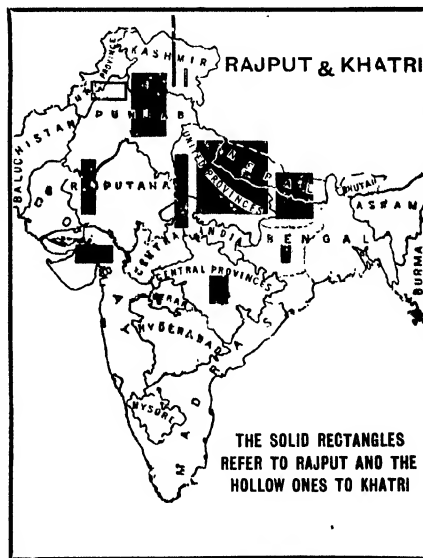 RAJPUT & KHATRI
KASHMIR
PROVINCE
PUNJAB
BALUCHISTAN
NEPAL
UNITED PROVINCES
BHUTAN
ASSAM
CENTRAL INDIA
BENGAL
BURMA
CENTRAL PROVINCES
BERAR
HYDERABAD
MYSORE
MADRAS
THE SOLID RECTANGLES
REFER TO RAJPUT AND THE
HOLLOW ONES TO KHATRI